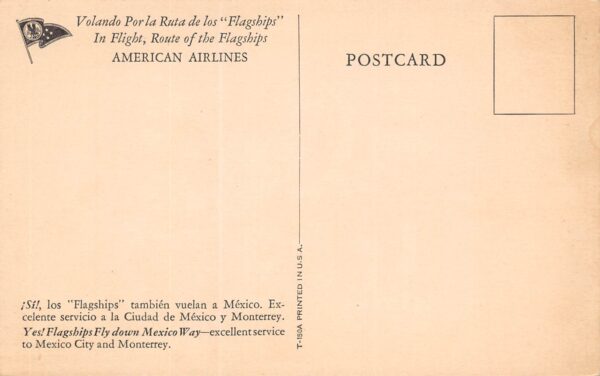 Volando Por la Ruta de los "Flagships"
In Flight, Route of the Flagships
AMERICAN AIRLINES
POSTCARD
¡Sí!, los "Flagships" también vuelan a México. Ex-
celente servicio a la Ciudad de México y Monterrey.
Yes! Flagships Fly down Mexico Way—excellent service
to Mexico City and Monterrey.
T-150A PRINTED IN U.S.A.